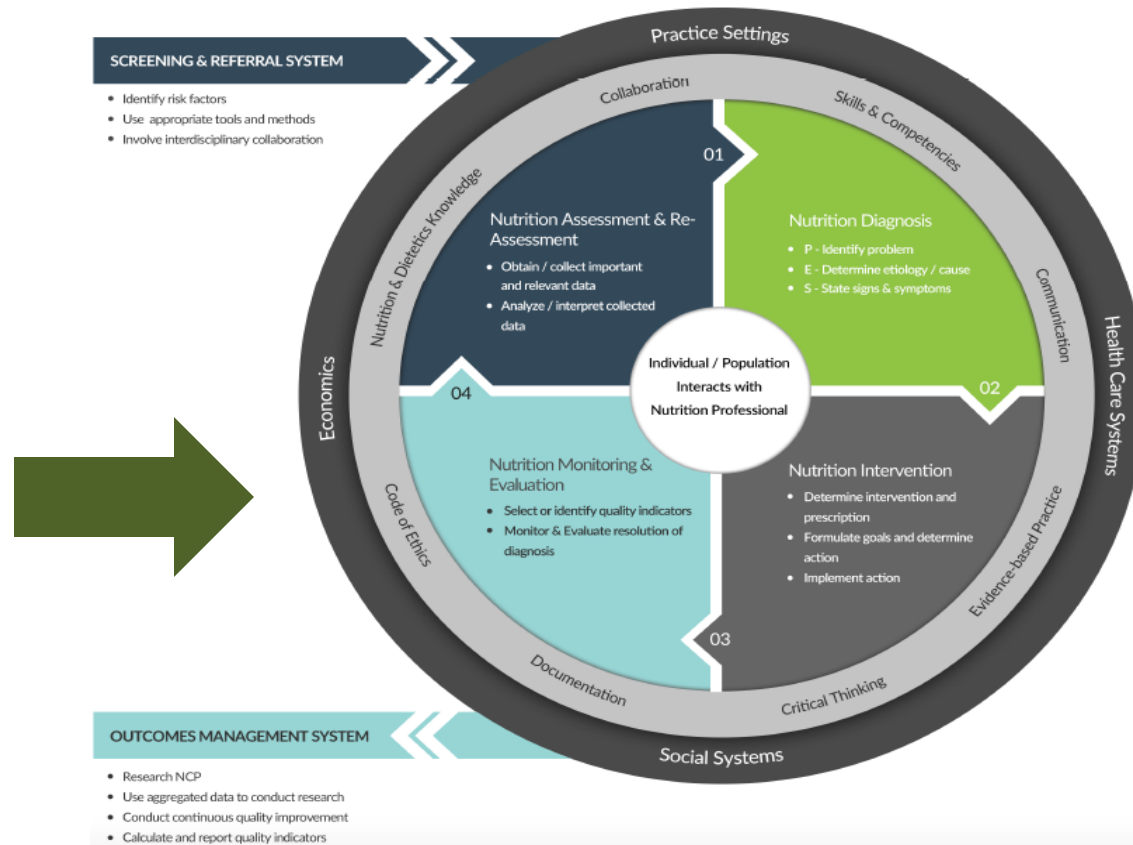 SCREENING & REFERRAL SYSTEM
• Identify risk factors
• Use appropriate tools and methods
• Involve interdisciplinary collaboration
Practice Settings
Health Care Systems
Social Systems
Economics
Collaboration
Skills & Competencies
Communication
Evidence-based Practice
Critical Thinking
Documentation
Code of Ethics
Nutrition & Dietetics Knowledge
01
Nutrition Assessment & Re-
Assessment
• Obtain / collect important
and relevant data
• Analyze / interpret collected
data
Nutrition Diagnosis
• P - Identify problem
• E - Determine etiology / cause
• S - State signs & symptoms
02
Individual / Population
Interacts with
Nutrition Professional
Nutrition Intervention
• Determine intervention and
prescription
• Formulate goals and determine
action
• Implement action
03
04
Nutrition Monitoring &
Evaluation
• Select or identify quality indicators
• Monitor & Evaluate resolution of
diagnosis
OUTCOMES MANAGEMENT SYSTEM
• Research NCP
• Use aggregated data to conduct research
• Conduct continuous quality improvement
• Calculate and report quality indicators